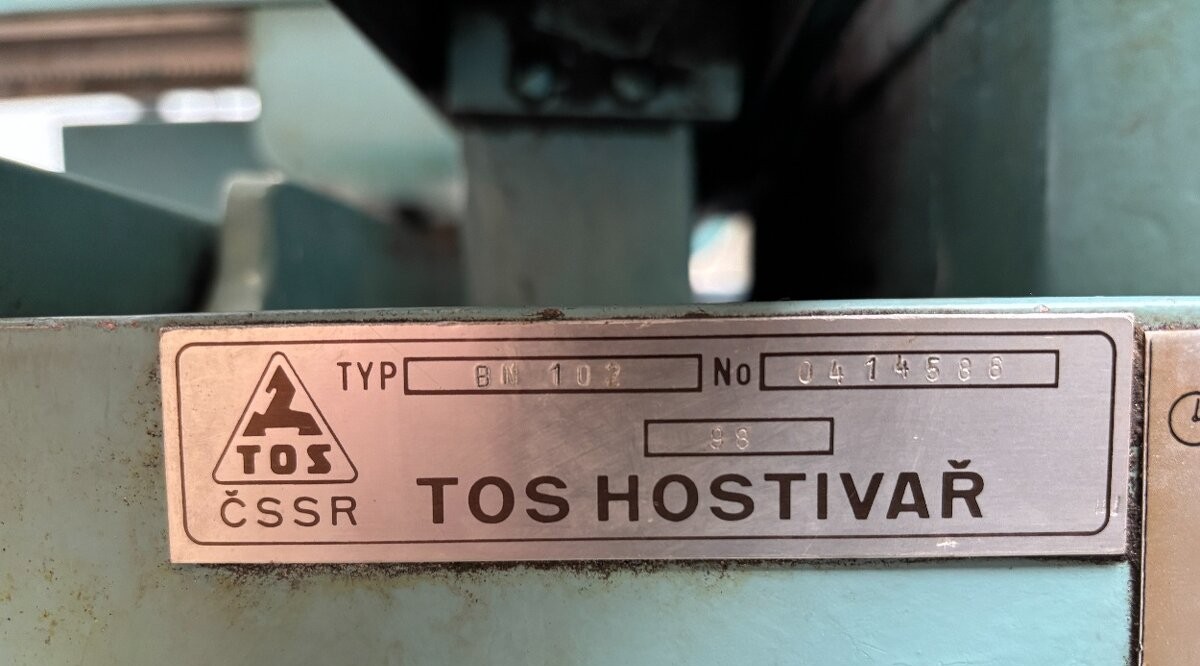 TYP BN 102 No 0414588
98
TOS
ČSSR
TOS HOSTIVAŘ